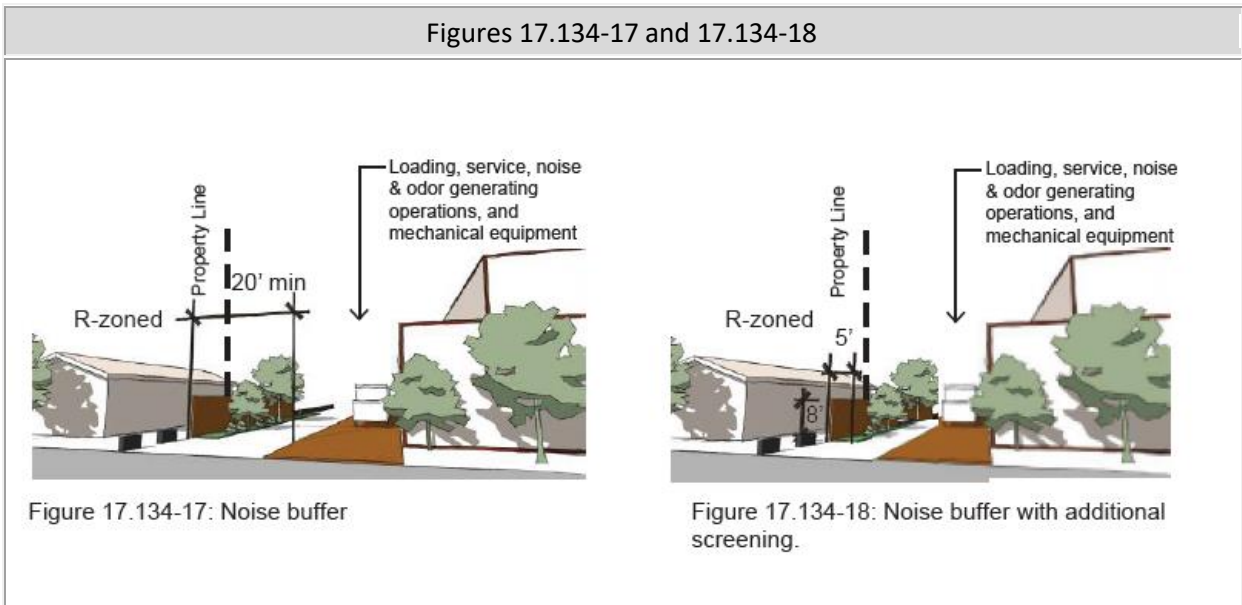 Figures 17.134-17 and 17.134-18
Loading, service, noise
& odor generating
operations, and
mechanical equipment
Property Line
20’ min
R-zoned
Figure 17.134-17: Noise buffer
Loading, service, noise
& odor generating
operations, and
mechanical equipment
Property Line
R-zoned
5’
8’
Figure 17.134-18: Noise buffer with additional
screening.